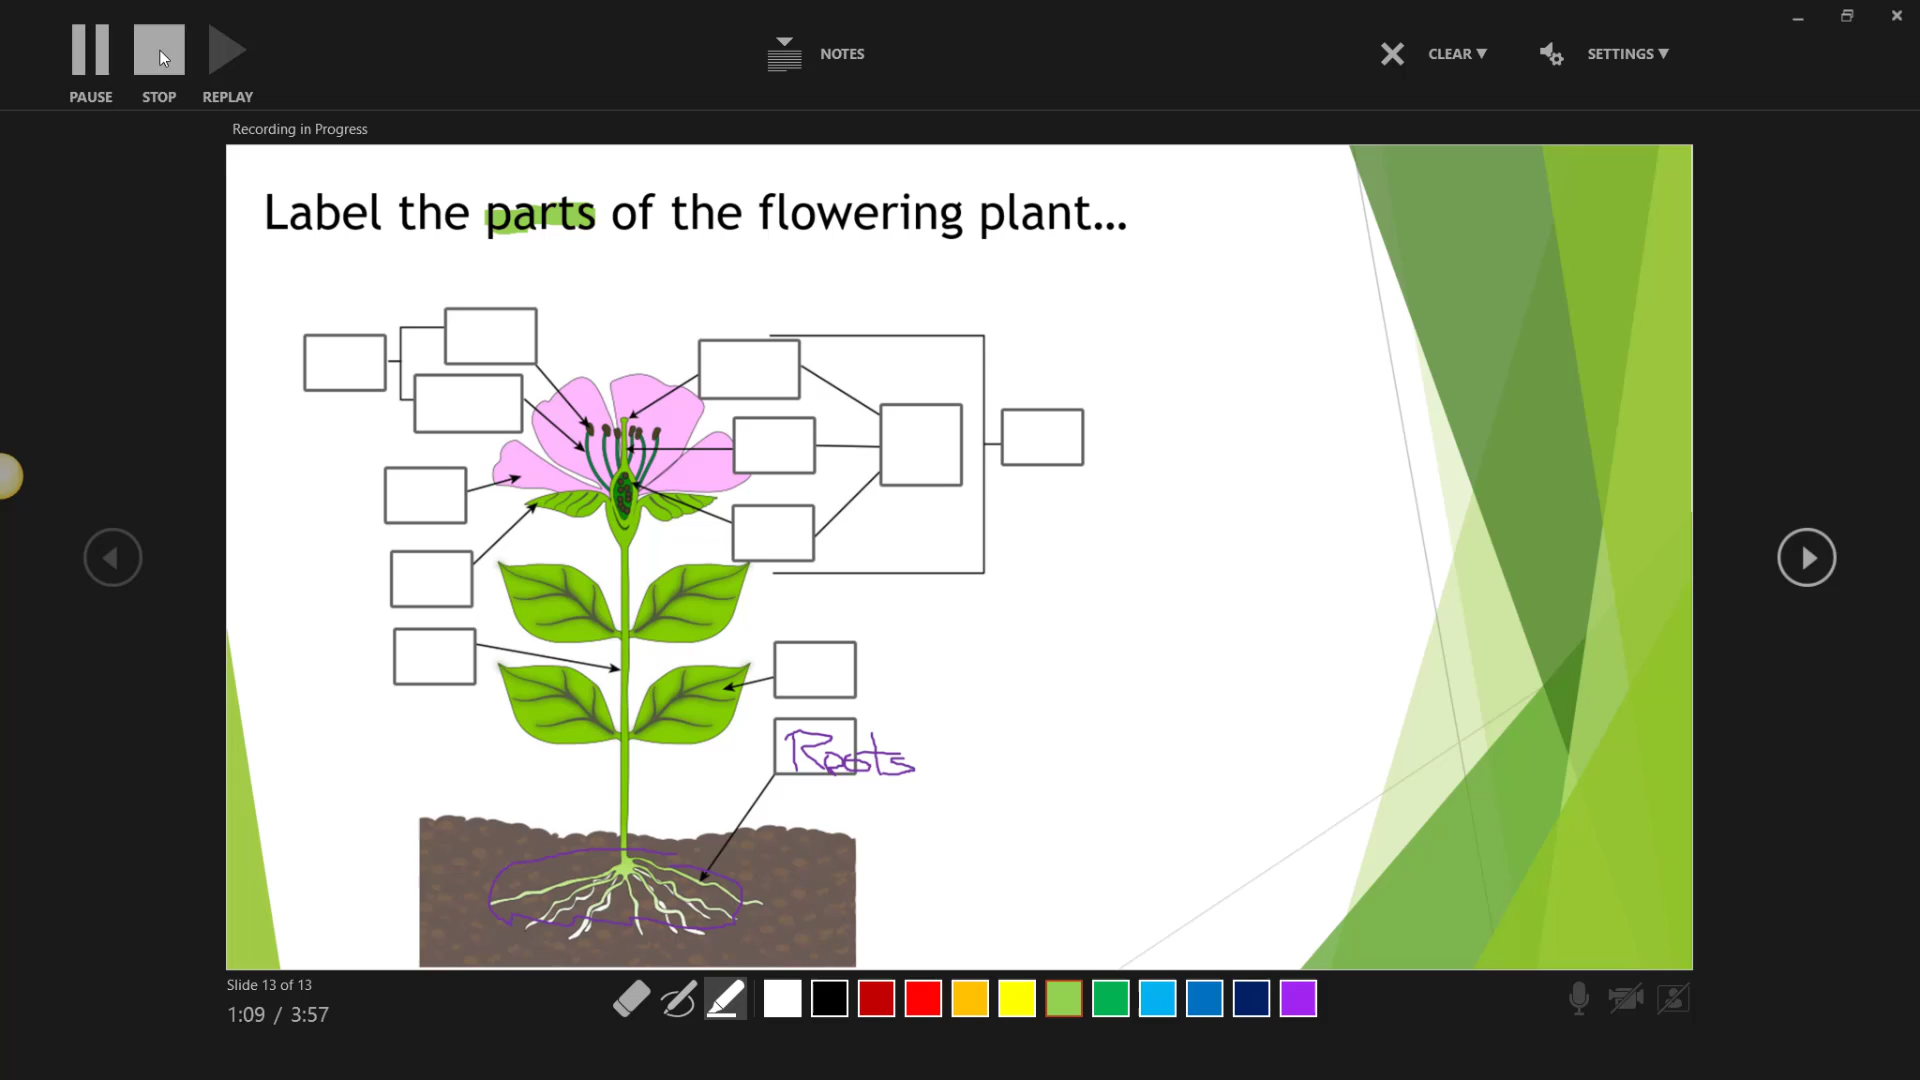 PAUSE STOP REPLAY
NOTES
CLEAR SETTINGS
Recording in Progress
Label the parts of the flowering plant...
Roots
Slide 13 of 13
1:09 / 3:57